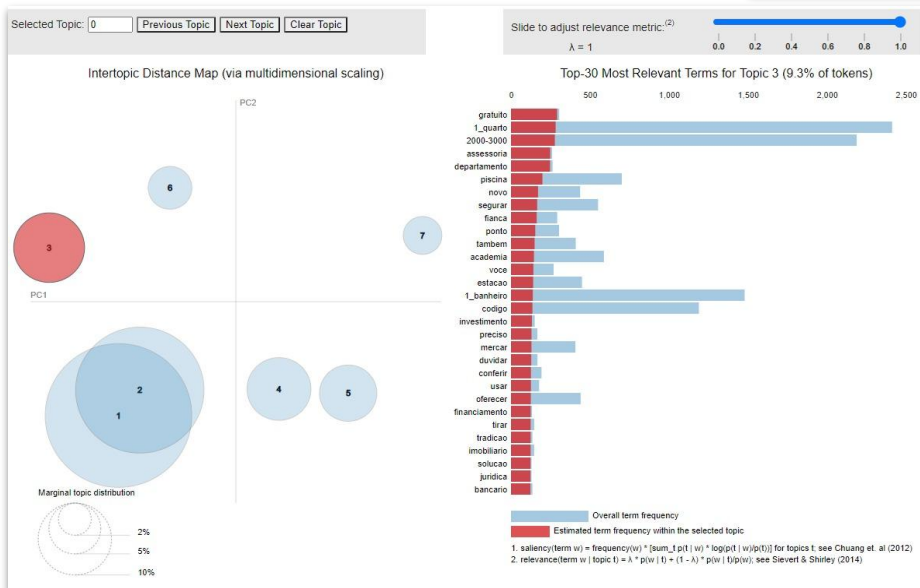 Selected Topic: 0 Previous Topic Next Topic Clear Topic
Slide to adjust relevance metric:(2)
λ = 1
0.0 0.2 0.4 0.6 0.8 1.0
Intertopic Distance Map (via multidimensional scaling)
PC2
PC1
6
3
7
2
1
4
5
Marginal topic distribution
2%
5%
10%
Top-30 Most Relevant Terms for Topic 3 (9.3% of tokens)
0 500 1,000 1,500 2,000 2,500
gratuito
1_quarto
2000-3000
assessoria
departamento
piscina
novo
segurar
fianca
ponto
tambem
academia
voce
estacao
1_banheiro
codigo
investimento
preciso
mercar
duvidar
conferir
usar
oferecer
financiamento
tirar
tradicao
imobiliario
solucao
juridica
bancario
Overall term frequency
Estimated term frequency within the selected topic
1. saliency(term w) = frequency(w) * [sum_t p(t | w) * log(p(t | w)/p(t))] for topics t; see Chuang et. al (2012)
2. relevance(term w | topic t) = λ * p(w | t) + (1 - λ) * p(w | t)/p(w); see Sievert & Shirley (2014)